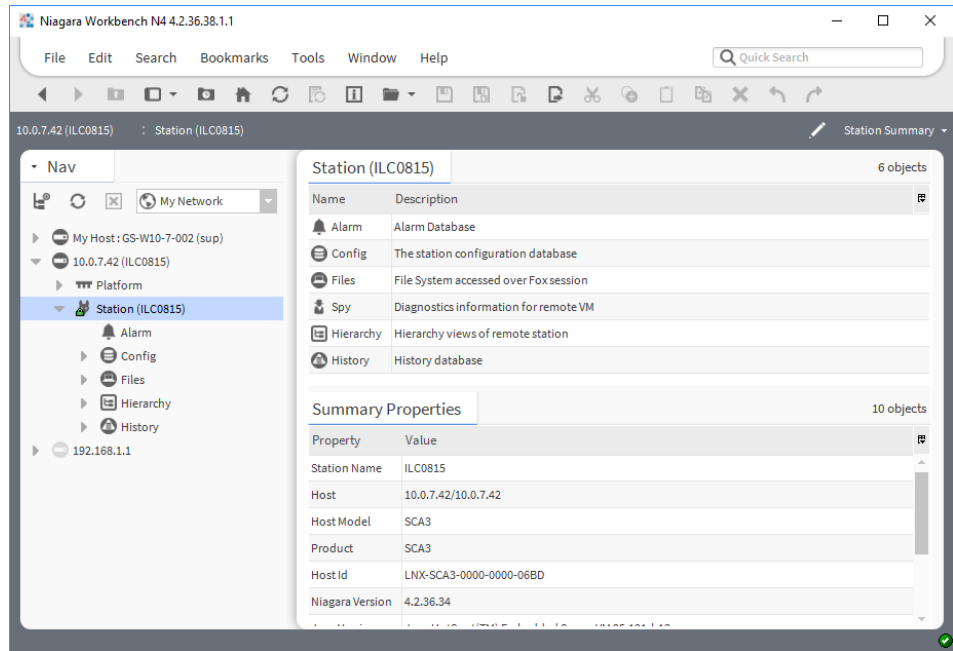 Niagara Workbench N4 4.2.36.38.1.1
File Edit Search Bookmarks Tools Window Help
Quick Search
10.0.7.42 (ILC0815) : Station (ILC0815)
Station Summary
Nav
My Network
My Host : GS-W10-7-002 (sup)
10.0.7.42 (ILC0815)
Platform
Station (ILC0815)
Alarm
Config
Files
Hierarchy
History
192.168.1.1
Station (ILC0815) 6 objects
Name Description
Alarm Alarm Database
Config The station configuration database
Files File System accessed over Fox session
Spy Diagnostics information for remote VM
Hierarchy Hierarchy views of remote station
History History database
Summary Properties 10 objects
Property Value
Station Name ILC0815
Host 10.0.7.42/10.0.7.42
Host Model SCA3
Product SCA3
Host Id LNX-SCA3-0000-0000-06BD
Niagara Version 4.2.36.34